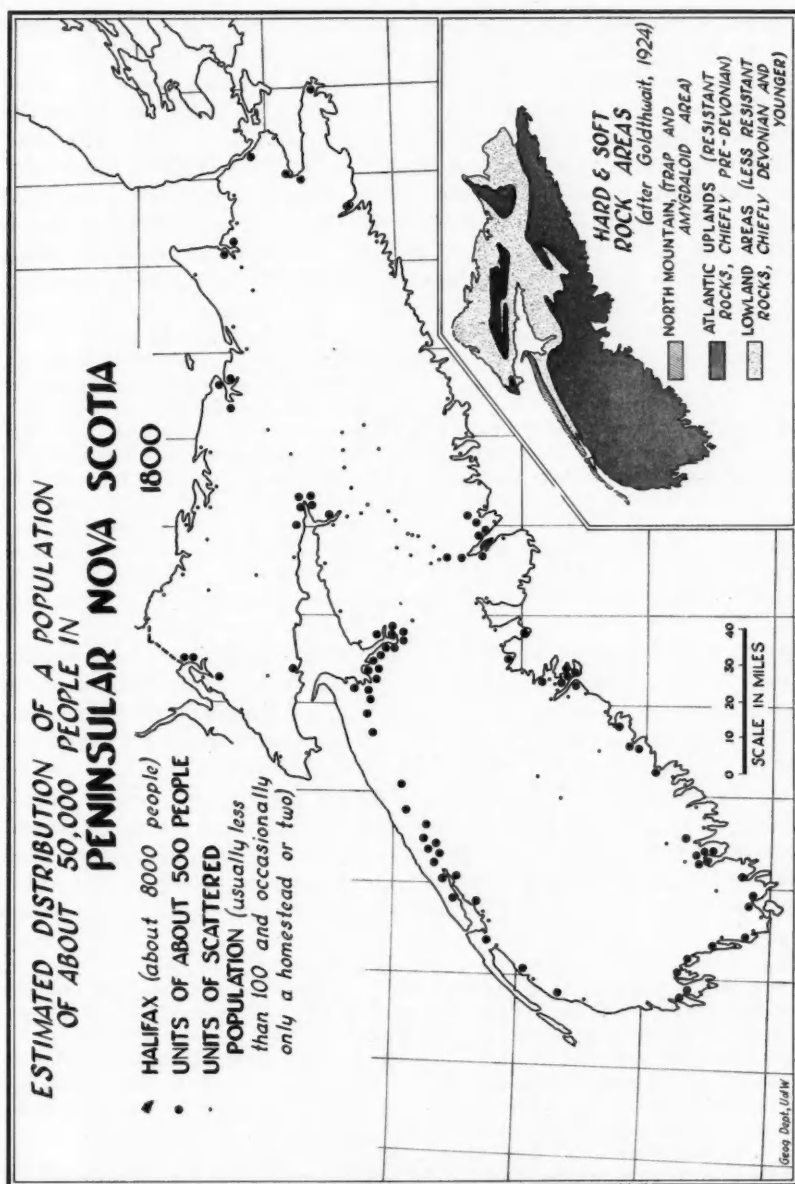 ESTIMATED DISTRIBUTION OF A POPULATION
OF ABOUT 50,000 PEOPLE IN
PENINSULAR NOVA SCOTIA
1800
HALIFAX (about 8000 people)
UNITS OF ABOUT 500 PEOPLE
UNITS OF SCATTERED
POPULATION (usually less
than 100 and occasionally
only a homestead or two)
0 10 20 30 40
SCALE IN MILES
HARD & SOFT
ROCK AREAS
(after Goldthwait, 1924)
NORTH MOUNTAIN, (TRAP AND
AMYGDALOID AREA)
ATLANTIC UPLANDS (RESISTANT
ROCKS, CHIEFLY PRE-DEVONIAN)
LOWLAND AREAS (LESS RESISTANT
ROCKS, CHIEFLY DEVONIAN AND
YOUNGER)
Geog Dept, UdW